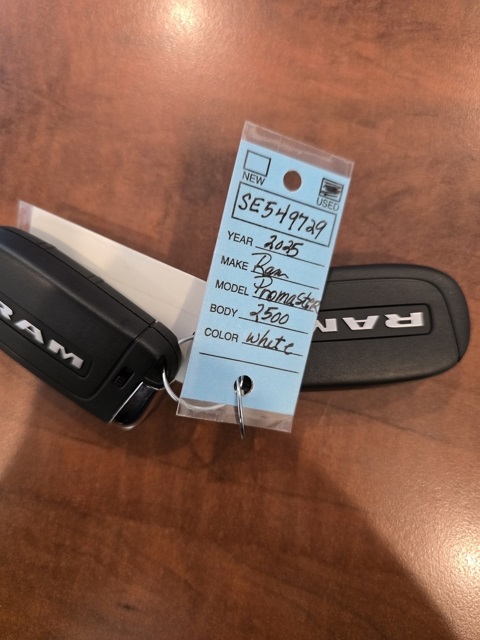 NEW
USED
SE549729
YEAR 2025
MAKE Ram
MODEL Promaster
BODY 2500
COLOR White
RAM
RAM